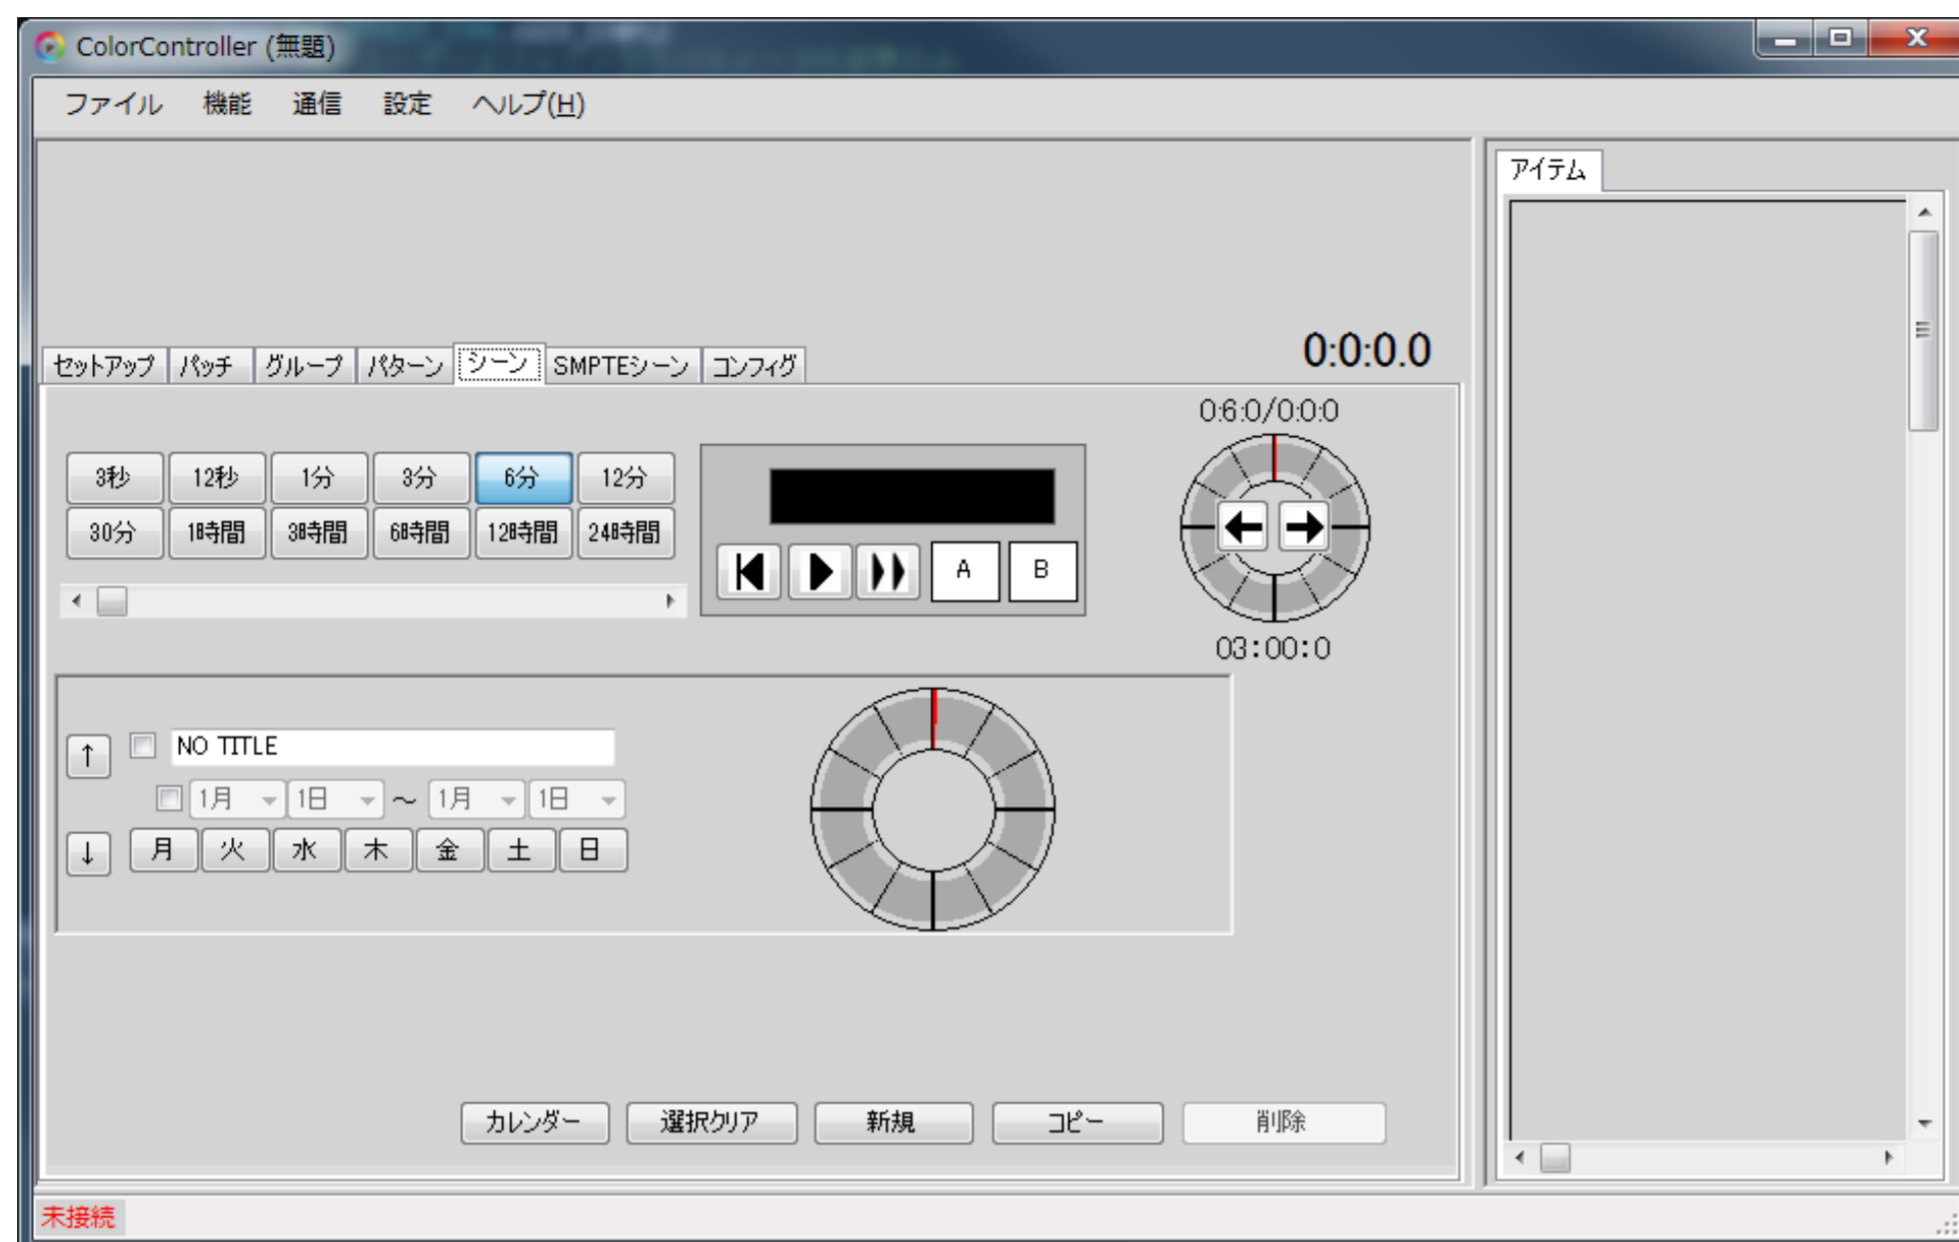 ColorController (無題)
ファイル 機能 通信 設定 ヘルプ(H)
アイテム
0:0:0.0
セットアップ パッチ グループ パターン シーン SMPTEシーン コンフィグ
0:6:0/0:0:0
3秒 12秒 1分 3分 6分 12分
30分 1時間 3時間 6時間 12時間 24時間
A B
03:00:0
↑ NO TITLE
1月 1日 ～ 1月 1日
↓ 月 火 水 木 金 土 日
カレンダー 選択クリア 新規 コピー 削除
未接続